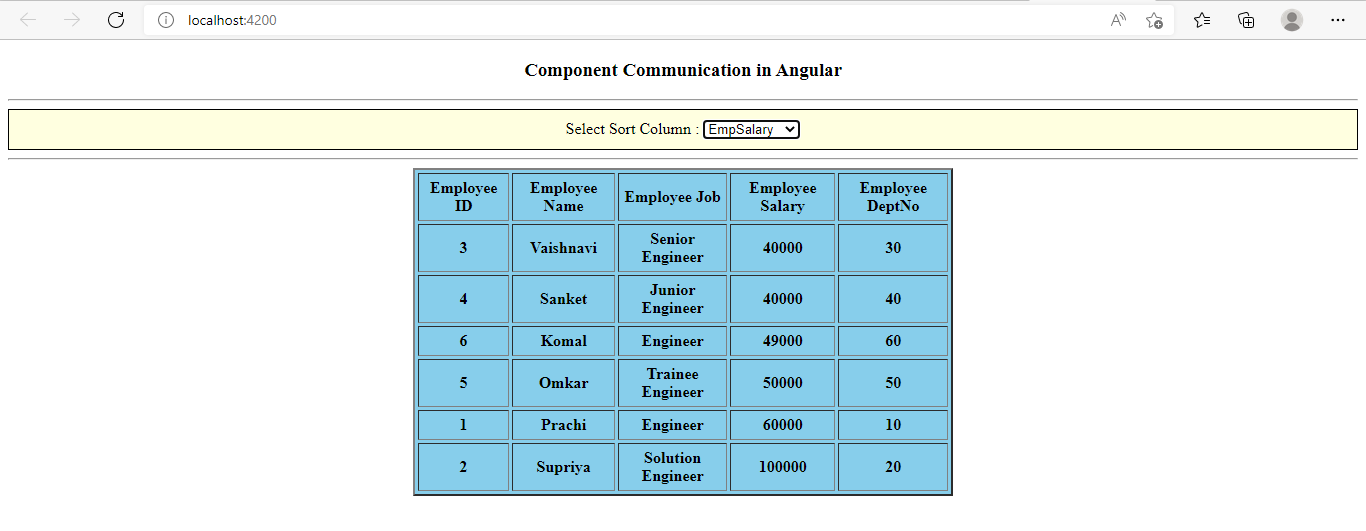 localhost:4200
Component Communication in Angular
Select Sort Column : EmpSalary
Employee ID Employee Name Employee Job Employee Salary Employee DeptNo
3 Vaishnavi Senior Engineer 40000 30
4 Sanket Junior Engineer 40000 40
6 Komal Engineer 49000 60
5 Omkar Trainee Engineer 50000 50
1 Prachi Engineer 60000 10
2 Supriya Solution Engineer 100000 20